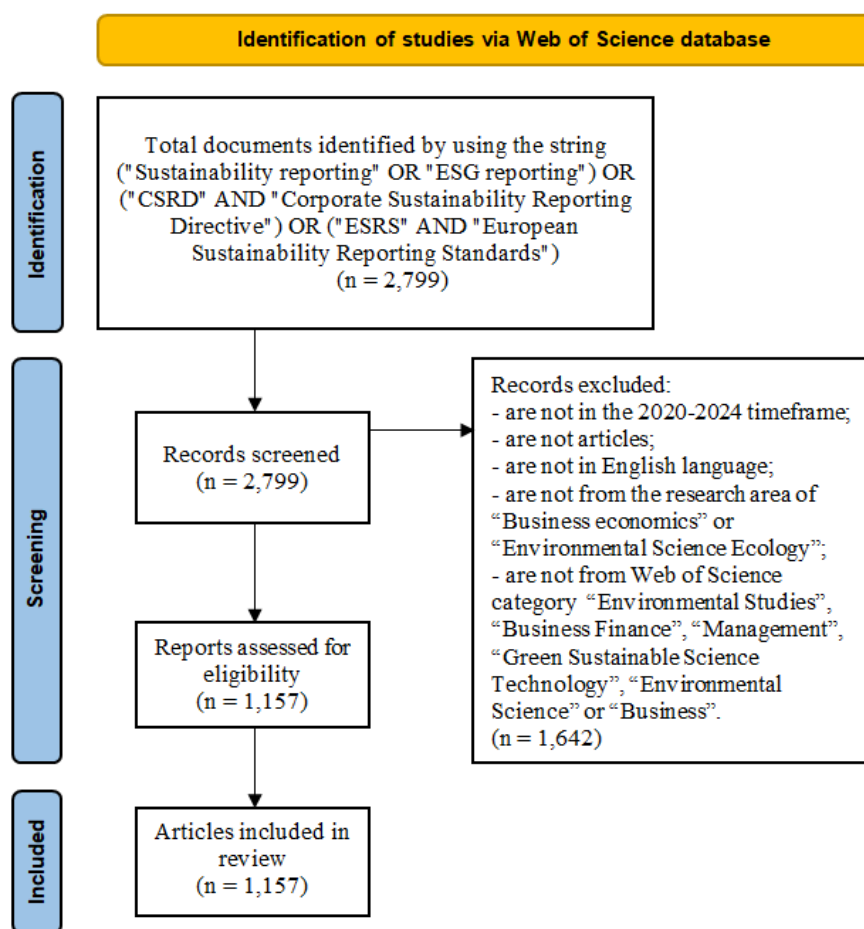 Identification of studies via Web of Science database
Identification
Total documents identified by using the string
("Sustainability reporting" OR "ESG reporting") OR
("CSRD" AND "Corporate Sustainability Reporting
Directive") OR ("ESRS" AND "European
Sustainability Reporting Standards")
(n = 2,799)
Screening
Records screened
(n = 2,799)
Records excluded:
- are not in the 2020-2024 timeframe;
- are not articles;
- are not in English language;
- are not from the research area of
“Business economics” or
“Environmental Science Ecology”;
- are not from Web of Science
category “Environmental Studies”,
“Business Finance”, “Management”,
“Green Sustainable Science
Technology”, “Environmental
Science” or “Business”.
(n = 1,642)
Reports assessed for
eligibility
(n = 1,157)
Included
Articles included in
review
(n = 1,157)